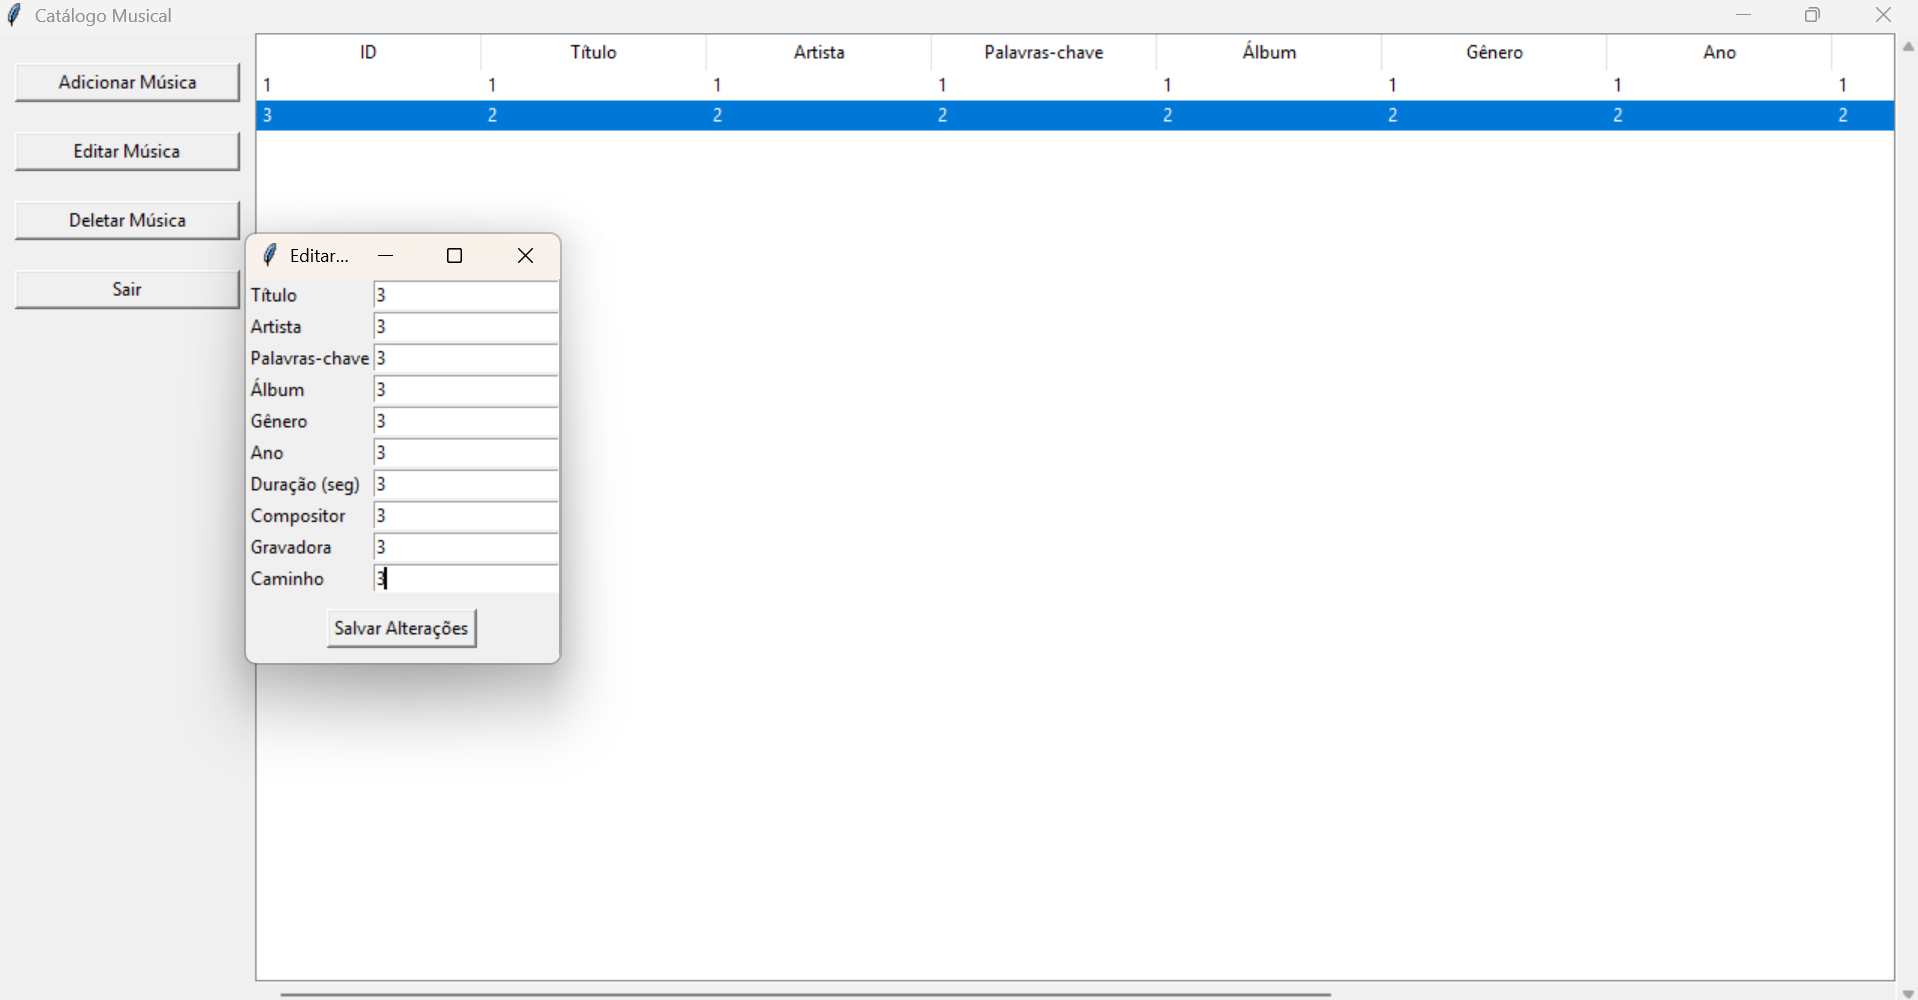 Catálogo Musical
ID Título Artista Palavras-chave Álbum Gênero Ano
1 1 1 1 1 1 1 1
3 2 2 2 2 2 2 2
Adicionar Música
Editar Música
Deletar Música
Sair
Editar...
Título 3
Artista 3
Palavras-chave 3
Álbum 3
Gênero 3
Ano 3
Duração (seg) 3
Compositor 3
Gravadora 3
Caminho 3
Salvar Alterações